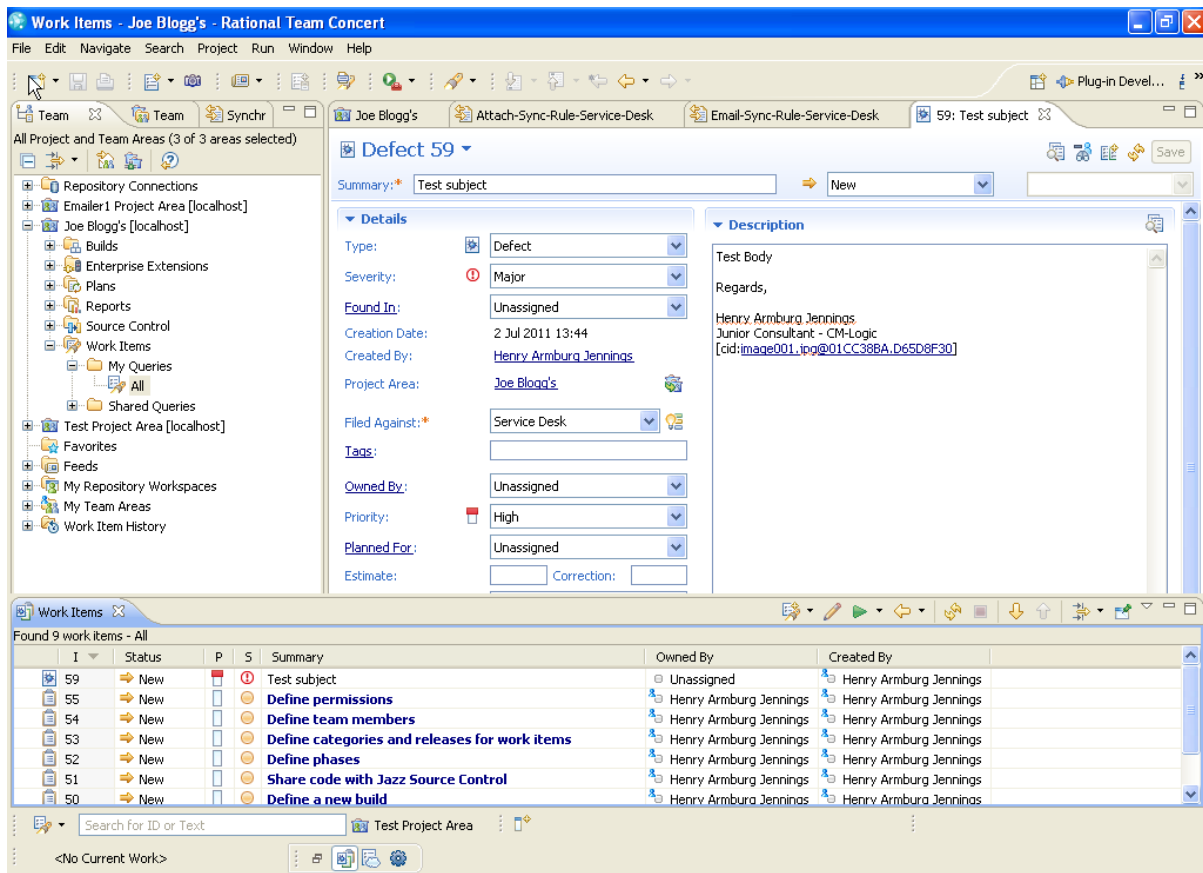 Work Items - Joe Blogg's - Rational Team Concert
File Edit Navigate Search Project Run Window Help
Plug-in Devel...
Team
Team
Synchr
All Project and Team Areas (3 of 3 areas selected)
Repository Connections
Emailer1 Project Area [localhost]
Joe Blogg's [localhost]
Builds
Enterprise Extensions
Plans
Reports
Source Control
Work Items
My Queries
All
Shared Queries
Test Project Area [localhost]
Favorites
Feeds
My Repository Workspaces
My Team Areas
Work Item History
Joe Blogg's
Attach-Sync-Rule-Service-Desk
Email-Sync-Rule-Service-Desk
59: Test subject
Defect 59
Save
Summary:* Test subject
New
Details
Type: Defect
Severity: Major
Found In: Unassigned
Creation Date: 2 Jul 2011 13:44
Created By: Henry Armburg Jennings
Project Area: Joe Blogg's
Filed Against:* Service Desk
Tags:
Owned By: Unassigned
Priority: High
Planned For: Unassigned
Estimate: Correction:
Description
Test Body
Regards,
Henry Armburg Jennings
Junior Consultant - CM-Logic
[cid:image001.jpg@01CC38BA.D65D8F30]
Work Items
Found 9 work items - All
I Status P S Summary Owned By Created By
59 New Test subject Unassigned Henry Armburg Jennings
55 New Define permissions Henry Armburg Jennings Henry Armburg Jennings
54 New Define team members Henry Armburg Jennings Henry Armburg Jennings
53 New Define categories and releases for work items Henry Armburg Jennings Henry Armburg Jennings
52 New Define phases Henry Armburg Jennings Henry Armburg Jennings
51 New Share code with Jazz Source Control Henry Armburg Jennings Henry Armburg Jennings
50 New Define a new build Henry Armburg Jennings Henry Armburg Jennings
Search for ID or Text
Test Project Area
<No Current Work>